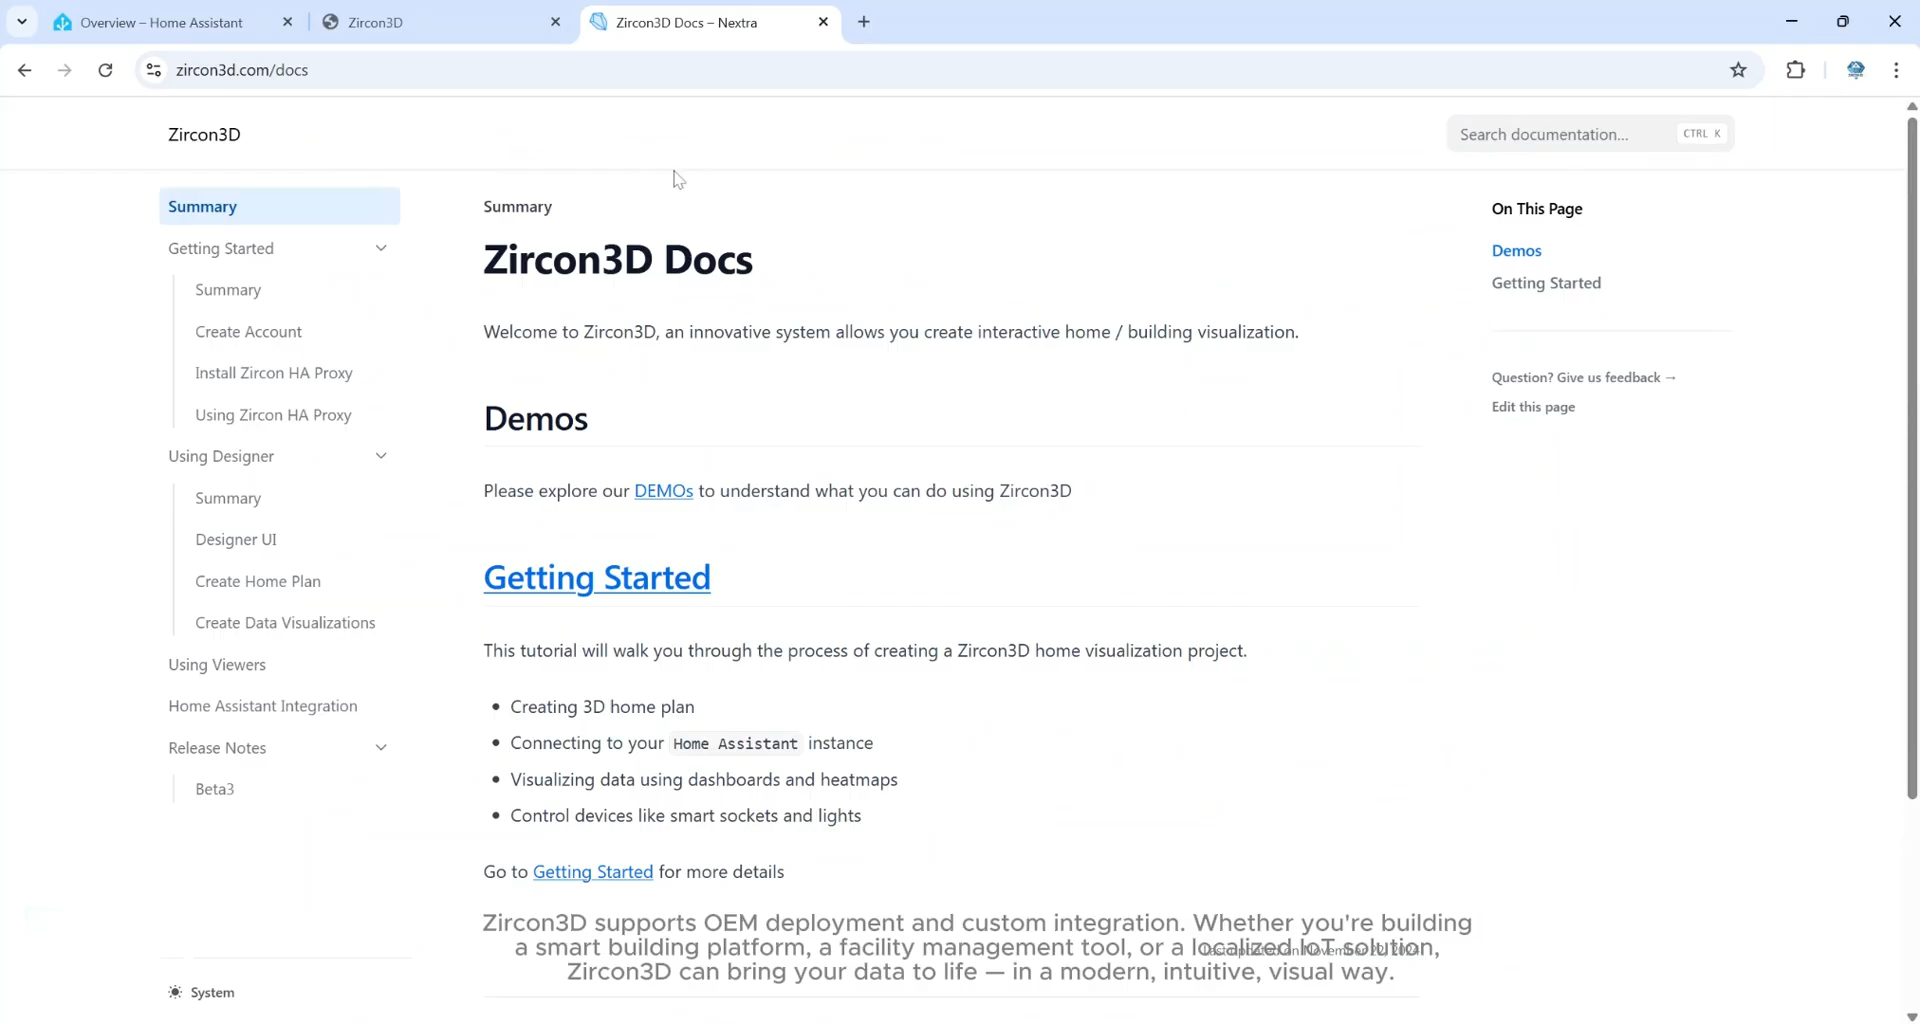 Overview – Home Assistant
Zircon3D
Zircon3D Docs – Nextra
zircon3d.com/docs
Zircon3D
Search documentation...
CTRL K
Summary
Getting Started
Summary
Create Account
Install Zircon HA Proxy
Using Zircon HA Proxy
Using Designer
Summary
Designer UI
Create Home Plan
Create Data Visualizations
Using Viewers
Home Assistant Integration
Release Notes
Beta3
System
Summary
Zircon3D Docs
Welcome to Zircon3D, an innovative system allows you create interactive home / building visualization.
Demos
Please explore our DEMOs to understand what you can do using Zircon3D
Getting Started
This tutorial will walk you through the process of creating a Zircon3D home visualization project.
• Creating 3D home plan
• Connecting to your Home Assistant instance
• Visualizing data using dashboards and heatmaps
• Control devices like smart sockets and lights
Go to Getting Started for more details
Zircon3D supports OEM deployment and custom integration. Whether you're building
a smart building platform, a facility management tool, or a localized IoT solution,
Zircon3D can bring your data to life — in a modern, intuitive, visual way.
Last updated on November 22,
On This Page
Demos
Getting Started
Question? Give us feedback →
Edit this page